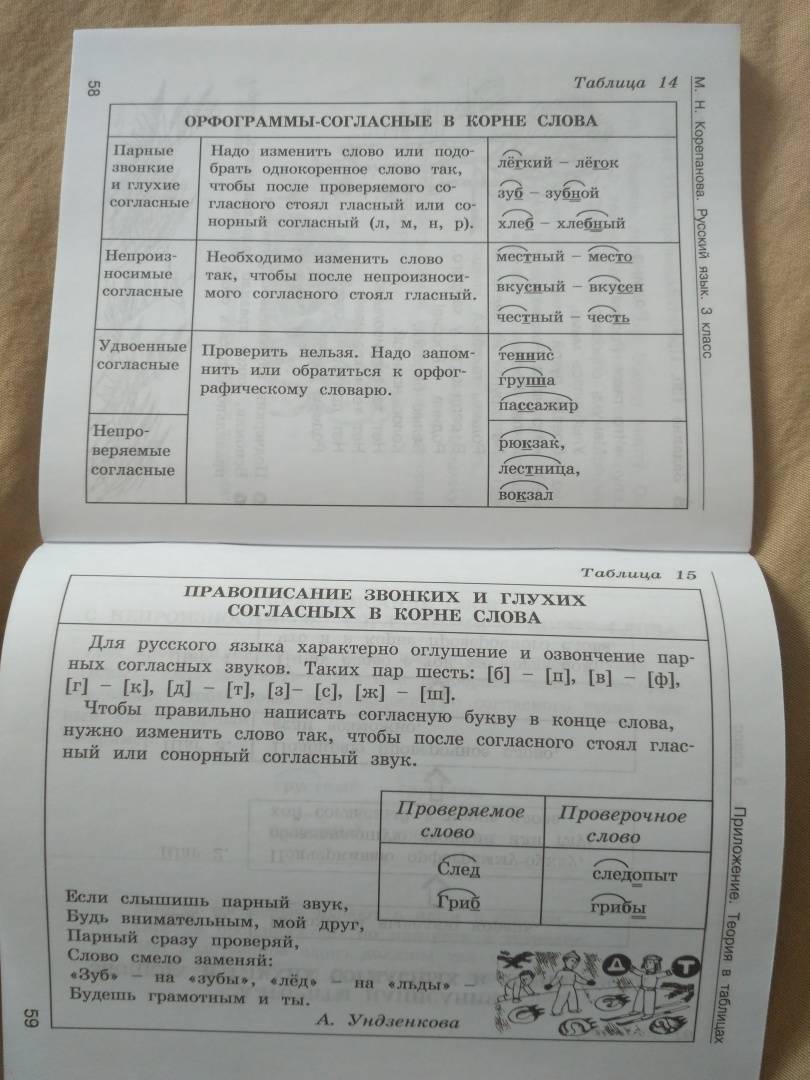 58
Таблица 14
М. Н. Корепанова. Русский язык. 3 класс
ОРФОГРАММЫ-СОГЛАСНЫЕ В КОРНЕ СЛОВА
Парные
звонкие
и глухие
согласные
Надо изменить слово или подо-
брать однокоренное слово так,
чтобы после проверяемого со-
гласного стоял гласный или со-
норный согласный (л, м, н, р).
лёгкий – лёгок
зуб – зубной
хлеб – хлебный
Непроиз-
носимые
согласные
Необходимо изменить слово
так, чтобы после непроизноси-
мого согласного стоял гласный.
местный – место
вкусный – вкусен
честный – честь
Удвоенные
согласные
Проверить нельзя. Надо запом-
нить или обратиться к орфог-
рафическому словарю.
теннис
группа
пассажир
Непро-
веряемые
согласные
рюкзак,
лестница,
вокзал
Таблица 15
ПРАВОПИСАНИЕ ЗВОНКИХ И ГЛУХИХ
СОГЛАСНЫХ В КОРНЕ СЛОВА
Для русского языка характерно оглушение и озвончение пар-
ных согласных звуков. Таких пар шесть: [б] – [п], [в] – [ф],
[г] – [к], [д] – [т], [з]– [с], [ж] – [ш].
Чтобы правильно написать согласную букву в конце слова,
нужно изменить слово так, чтобы после согласного стоял глас-
ный или сонорный согласный звук.
Проверяемое
слово
Проверочное
слово
След
следопыт
Гриб
грибы
Если слышишь парный звук,
Будь внимательным, мой друг,
Парный сразу проверяй,
Слово смело заменяй:
«Зуб» – на «зубы», «лёд» – на «льды» –
Будешь грамотным и ты.
А. Ундзенкова
Д
Т
Приложение. Теория в таблицах
59